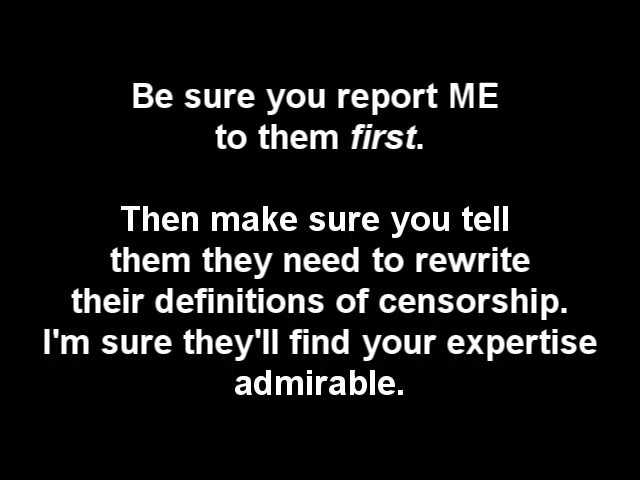 Be sure you report ME
to them first.
Then make sure you tell
them they need to rewrite
their definitions of censorship.
I'm sure they'll find your expertise
admirable.